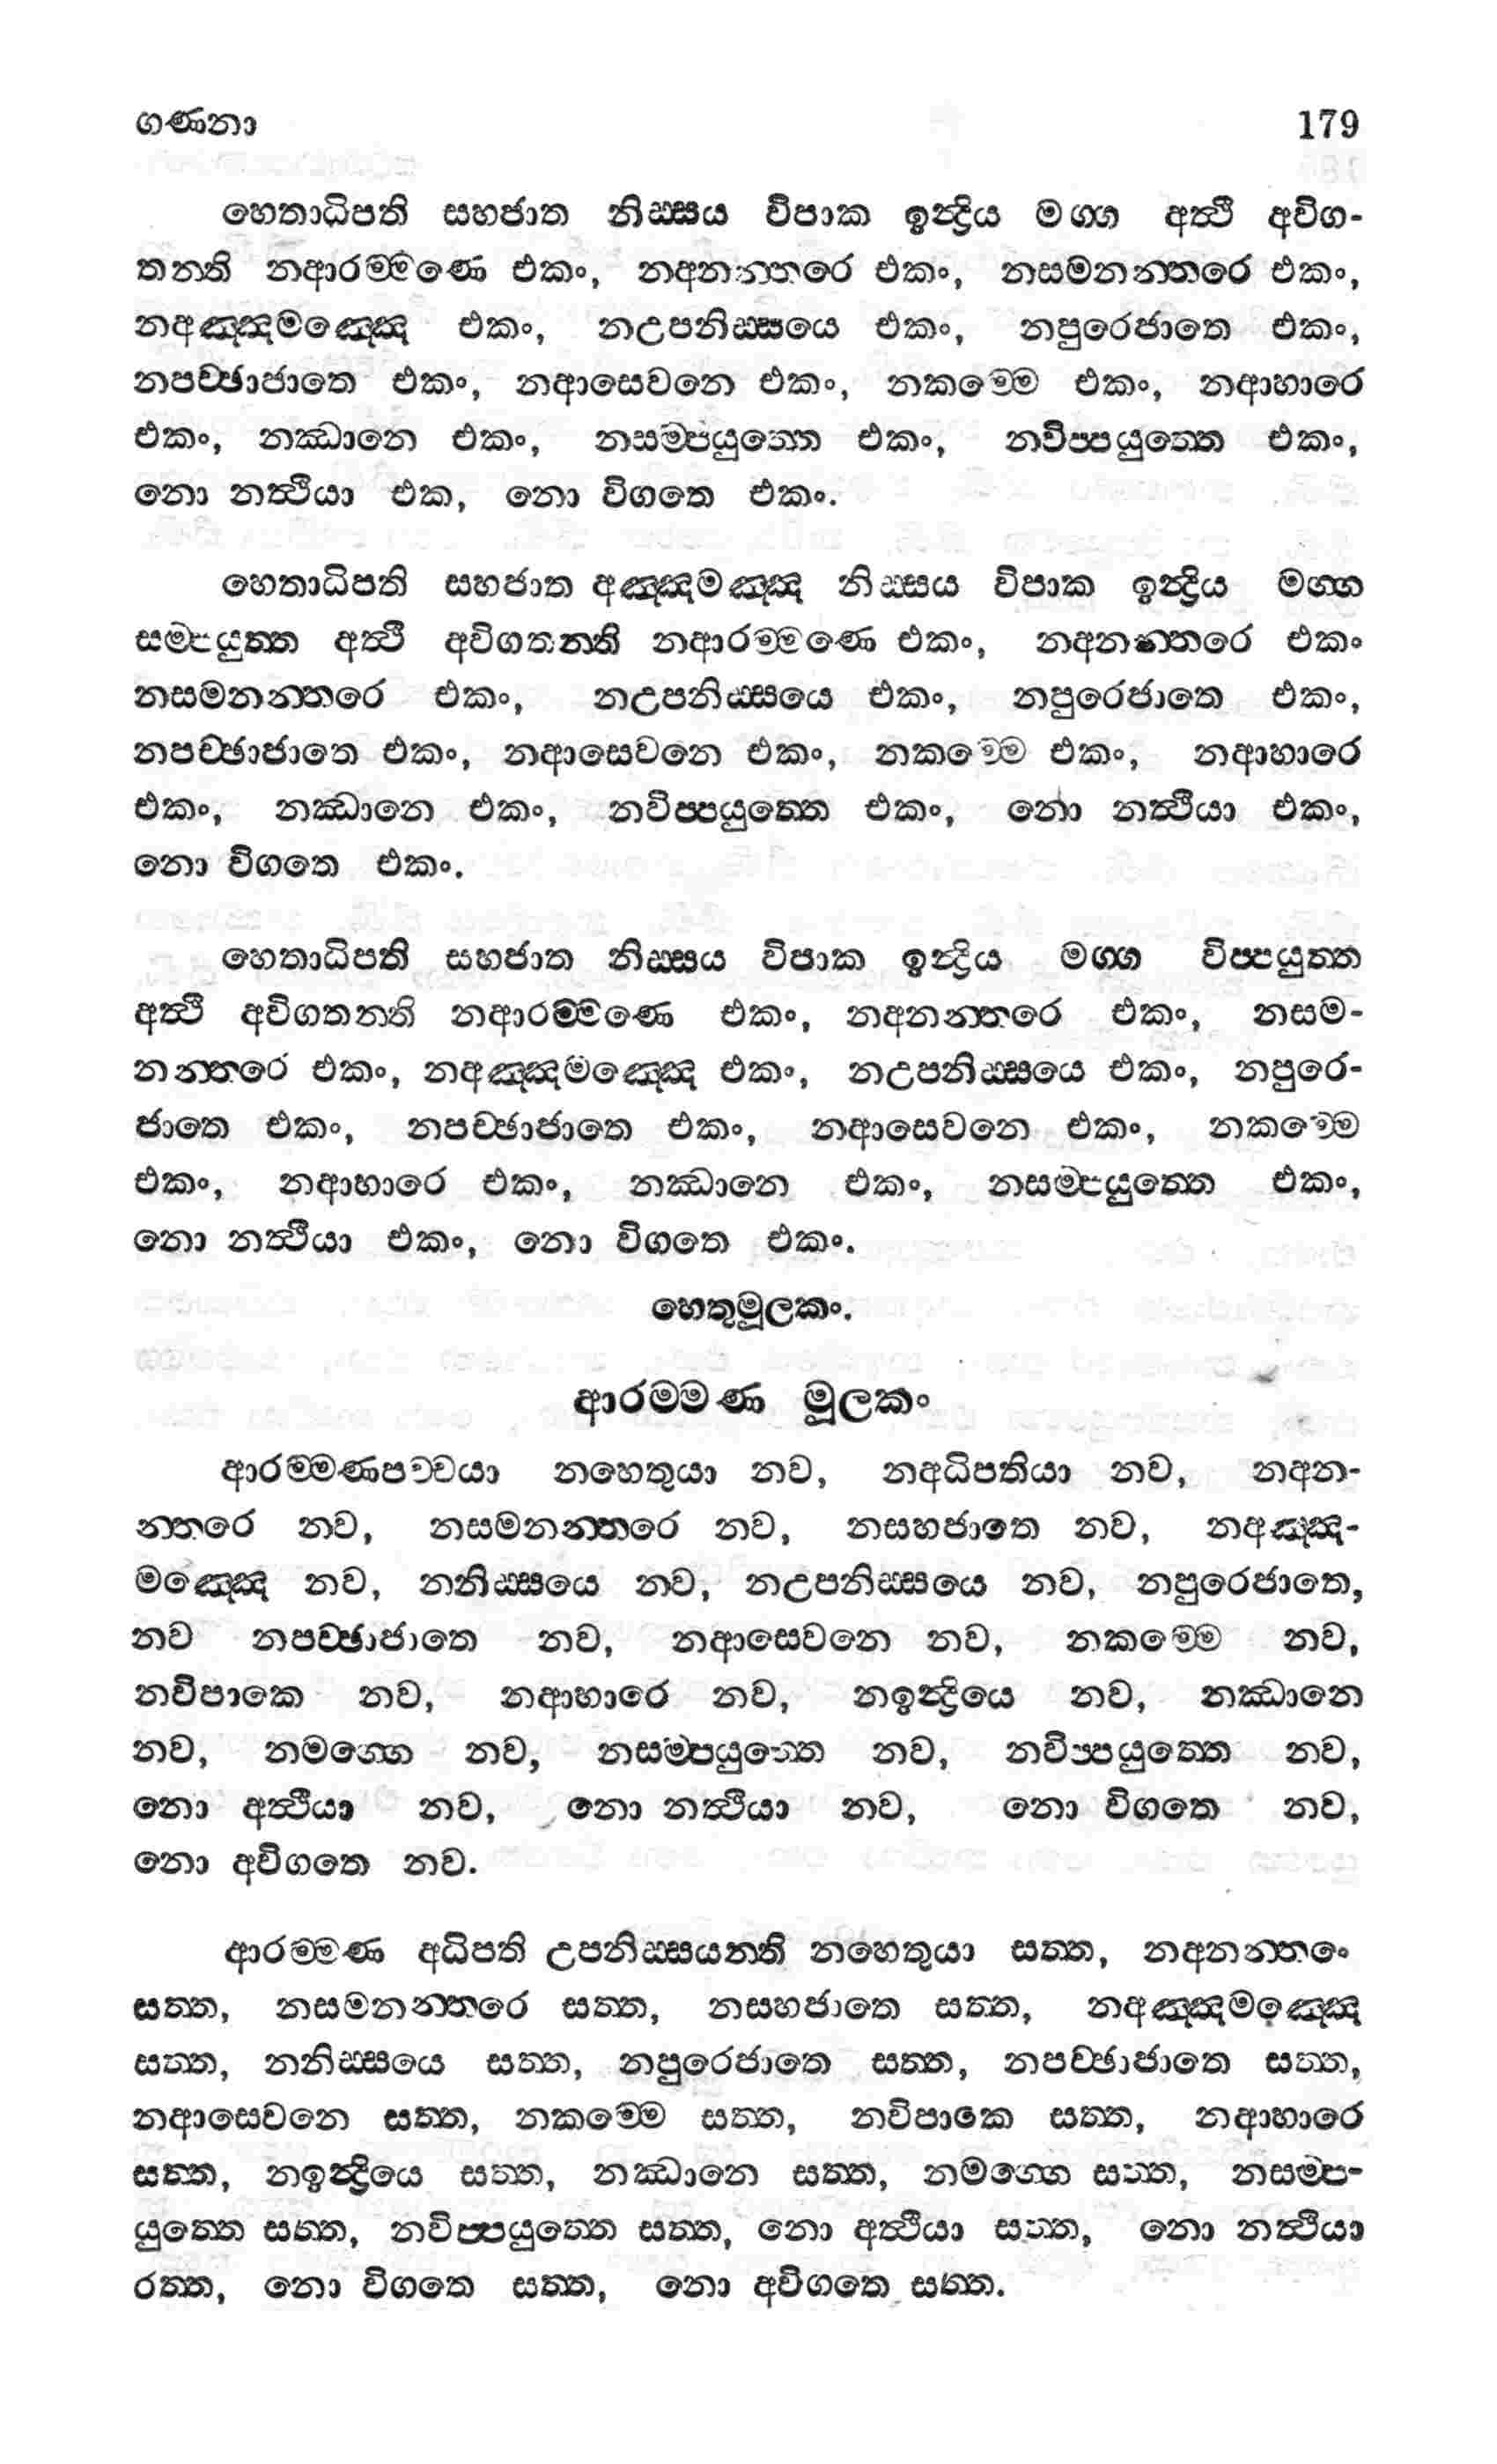 ගණනා 179
හෙතාධිපති සහජාත නිස්සය විපාක ඉන්ද්‍රිය මග්ග අත්ථි අවිග-
තන්ති නආරම්මණෙ එකං, නඅනන්තරෙ එකං, නසමනන්තරෙ එකං,
නඅඤ්ඤමඤ්ඤෙ එකං, නඋපනිස්සයෙ එකං, නපුරෙජාතෙ එකං,
නපච්ඡාජාතෙ එකං, නආසෙවනෙ එකං, නකම්මෙ එකං, නආහාරෙ
එකං, නඣානෙ එකං, නසම්පයුත්තෙ එකං, නවිප්පයුත්තෙ එකං,
නො නත්ථියා එක, නො විගතෙ එකං.
හෙතාධිපති සහජාත අඤ්ඤමඤ්ඤ නිස්සය විපාක ඉන්ද්‍රිය මග්ග
සම්පයුත්ත අත්ථි අවිගතන්ති නආරම්මණෙ එකං, නඅනන්තරෙ එකං
නසමනන්තරෙ එකං, නඋපනිස්සයෙ එකං, නපුරෙජාතෙ එකං,
නපච්ඡාජාතෙ එකං, නආසෙවනෙ එකං, නකම්මෙ එකං, නආහාරෙ
එකං, නඣානෙ එකං, නවිප්පයුත්තෙ එකං, නො නත්ථියා එකං,
නො විගතෙ එකං.
හෙතාධිපති සහජාත නිස්සය විපාක ඉන්ද්‍රිය මග්ග විප්පයුත්ත
අත්ථි අවිගතන්ති නආරම්මණෙ එකං, නඅනන්තරෙ එකං, නසම-
නන්තරෙ එකං, නඅඤ්ඤමඤ්ඤෙ එකං, නඋපනිස්සයෙ එකං, නපුරෙ-
ජාතෙ එකං, නපච්ඡාජාතෙ එකං, නආසෙවනෙ එකං, නකම්මෙ
එකං, නආහාරෙ එකං, නඣානෙ එකං, නසම්පයුත්තෙ එකං,
නො නත්ථියා එකං, නො විගතෙ එකං.
හෙතුමූලකං.
ආරම්මණ මූලකං
ආරම්මණපච්චයා නහෙතුයා නව, නඅධිපතියා නව, නඅන-
න්තරෙ නව, නසමනන්තරෙ නව, නසහජාතෙ නව, නඅඤ්ඤ-
මඤ්ඤෙ නව, නනිස්සයෙ නව, නඋපනිස්සයෙ නව, නපුරෙජාතෙ,
නව නපච්ඡාජාතෙ නව, නආසෙවනෙ නව, නකම්මෙ නව,
නවිපාකෙ නව, නආහාරෙ නව, නඉන්ද්‍රියෙ නව, නඣානෙ
නව, නමග්ගෙ නව, නසම්පයුත්තෙ නව, නවිප්පයුත්තෙ නව,
නො අත්ථියා නව, නො නත්ථියා නව, නො විගතෙ නව,
නො අවිගතෙ නව.
ආරම්මණ අධිපති උපනිස්සයන්ති නහෙතුයා සත්ත, නඅනන්තරෙ
සත්ත, නසමනන්තරෙ සත්ත, නසහජාතෙ සත්ත, නඅඤ්ඤමඤ්ඤෙ
සත්ත, නනිස්සයෙ සත්ත, නපුරෙජාතෙ සත්ත, නපච්ඡාජාතෙ සත්ත,
නආසෙවනෙ සත්ත, නකම්මෙ සත්ත, නවිපාකෙ සත්ත, නආහාරෙ
සත්ත, නඉන්ද්‍රියෙ සත්ත, නඣානෙ සත්ත, නමග්ගෙ සත්ත, නසම්ප-
යුත්තෙ සත්ත, නවිප්පයුත්තෙ සත්ත, නො අත්ථියා සත්ත, නො නත්ථියා
රත්ත, නො විගතෙ සත්ත, නො අවිගතෙ සත්ත.